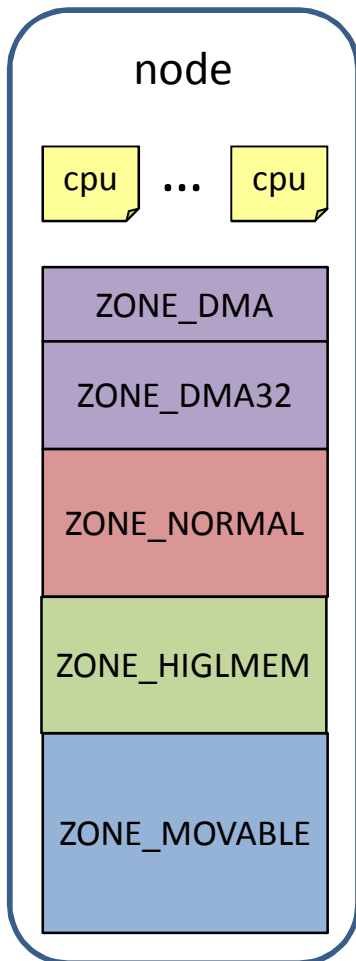 node
cpu ... cpu
ZONE_DMA
ZONE_DMA32
ZONE_NORMAL
ZONE_HIGLMEM
ZONE_MOVABLE